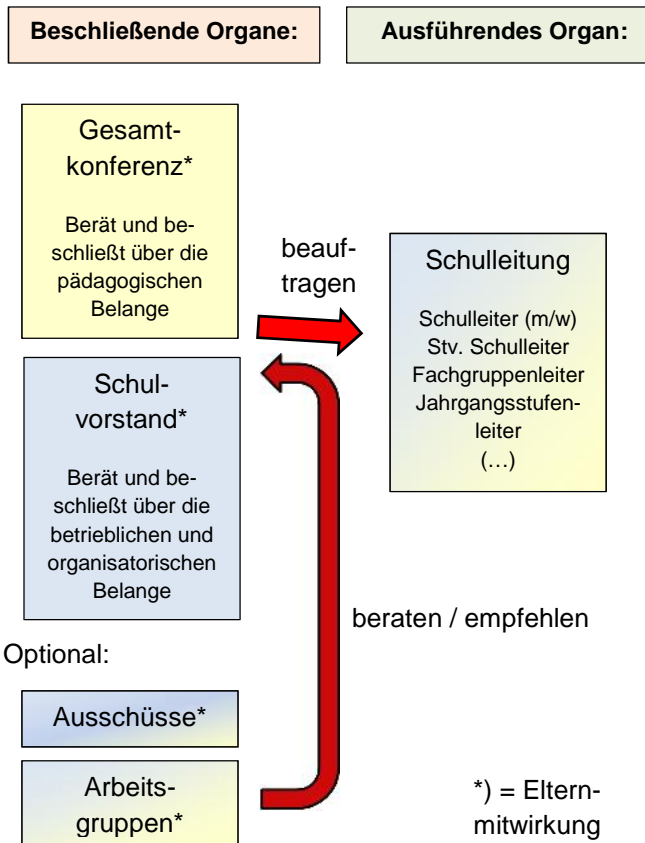 Beschließende Organe:
Ausführendes Organ:
Gesamt-
konferenz*
Berät und be-
schließt über die
pädagogischen
Belange
beauf-
tragen
Schulleitung
Schulleiter (m/w)
Stv. Schulleiter
Fachgruppenleiter
Jahrgangsstufen-
leiter
(…)
Schul-
vorstand*
Berät und be-
schließt über die
betrieblichen und
organisatorischen
Belange
beraten / empfehlen
Optional:
Ausschüsse*
Arbeits-
gruppen*
*) = Eltern-
mitwirkung